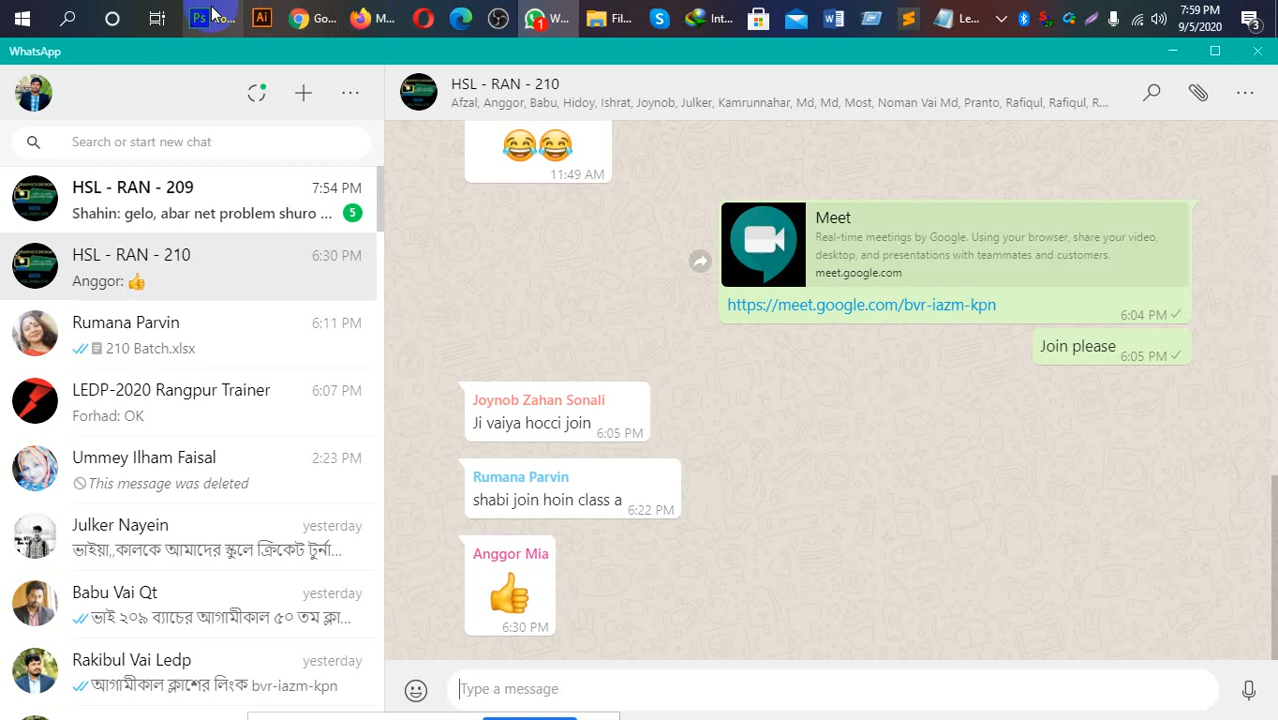 Ps
Ai
Go...
M...
W...
1
Fil...
Int...
Le...
7:59 PM
9/5/2020
3
WhatsApp
Search or start new chat
HSL - RAN - 209
7:54 PM
Shahin: gelo, abar net problem shuro ...
5
HSL - RAN - 210
6:30 PM
Anggor: 👍
Rumana Parvin
6:11 PM
210 Batch.xlsx
LEDP-2020 Rangpur Trainer
6:07 PM
Forhad: OK
Ummey Ilham Faisal
2:23 PM
This message was deleted
Julker Nayein
yesterday
ভাইয়া,,কালকে আমাদের স্কুলে ক্রিকেট টুর্না...
Babu Vai Qt
yesterday
ভাই ২০৯ ব্যাচের আগামীকাল ৫০ তম ক্লা...
Rakibul Vai Ledp
yesterday
আগামীকাল ক্লাশের লিংক bvr-iazm-kpn
HSL - RAN - 210
Afzal, Anggor, Babu, Hidoy, Ishrat, Joynob, Julker, Kamrunnahar, Md, Md, Most, Noman Vai Md, Pranto, Rafiqul, Rafiqul, R...
😂😂
11:49 AM
Meet
Real-time meetings by Google. Using your browser, share your video,
desktop, and presentations with teammates and customers.
meet.google.com
https://meet.google.com/bvr-iazm-kpn
6:04 PM
Join please
6:05 PM
Joynob Zahan Sonali
Ji vaiya hocci join
6:05 PM
Rumana Parvin
shabi join hoin class a
6:22 PM
Anggor Mia
👍
6:30 PM
Type a message